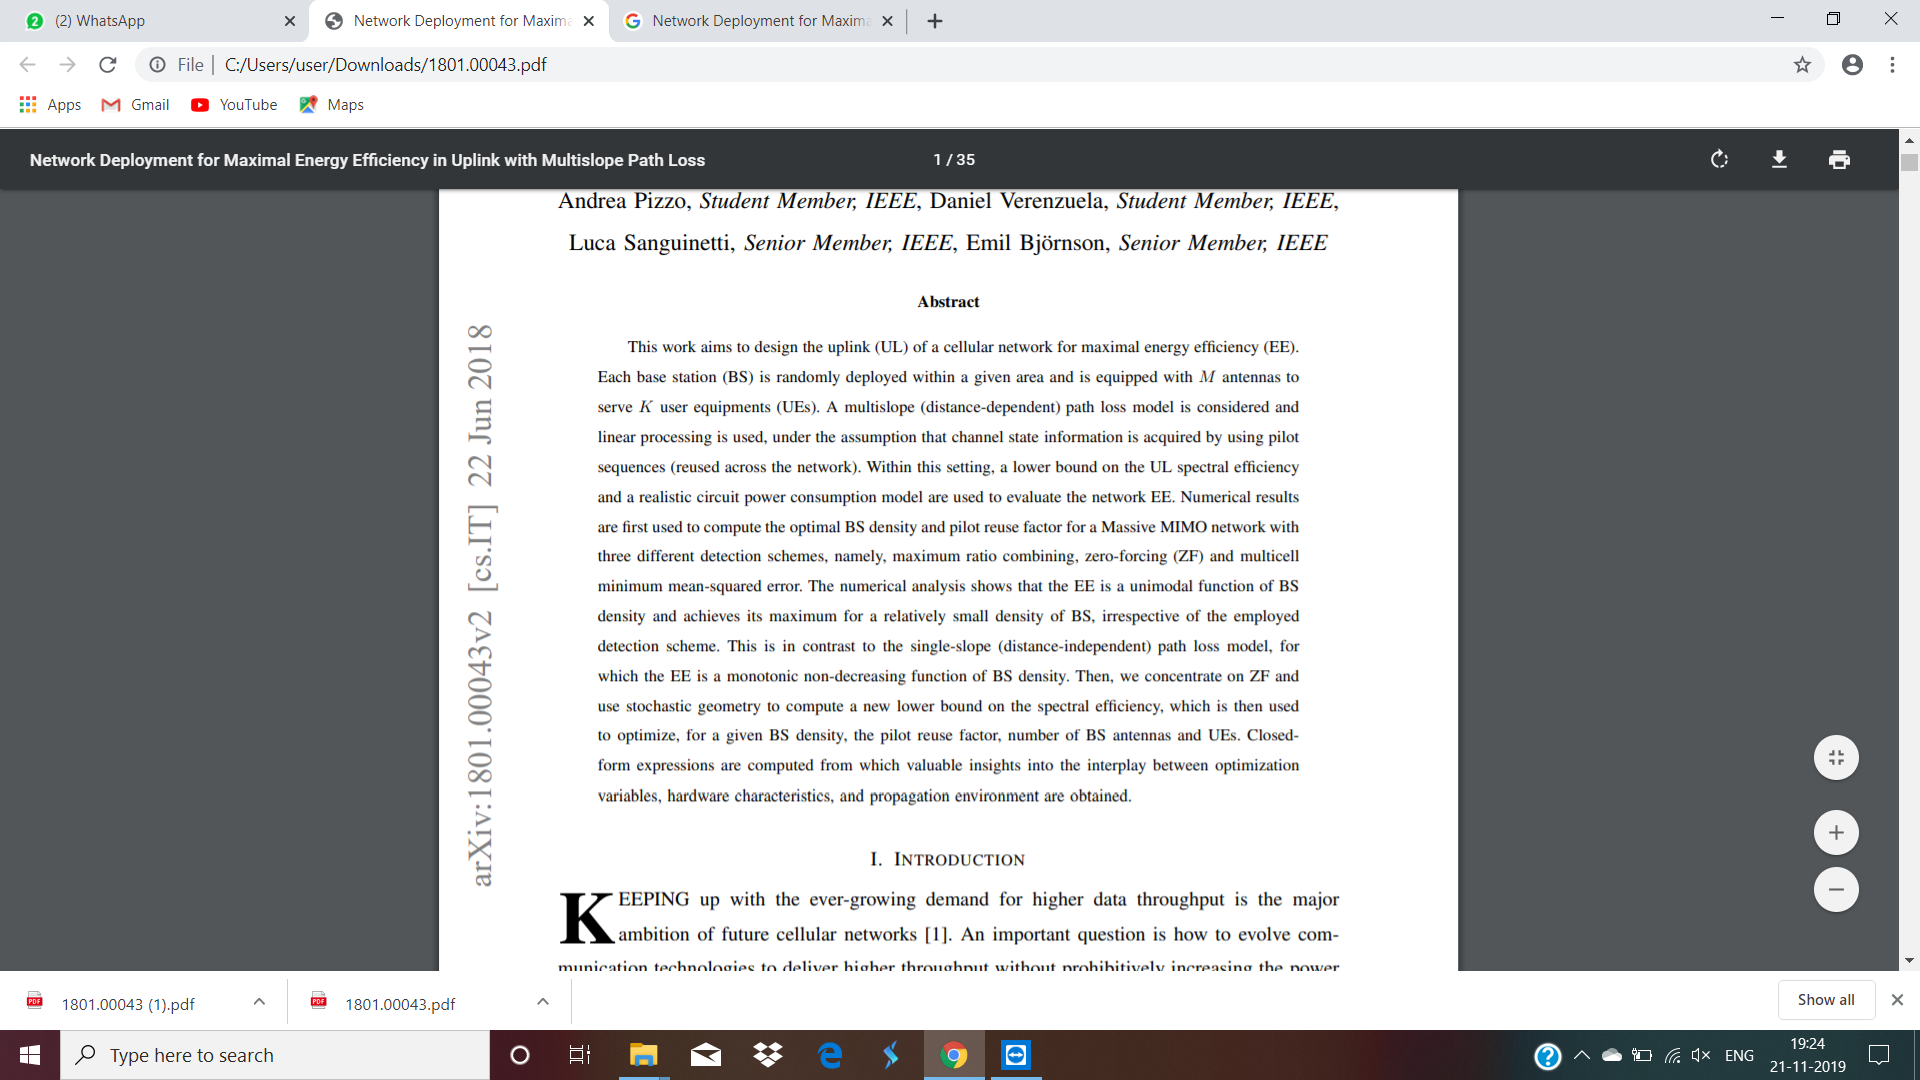 (2) WhatsApp
Network Deployment for Maxima
Network Deployment for Maxima
File | C:/Users/user/Downloads/1801.00043.pdf
Apps
Gmail
YouTube
Maps
Network Deployment for Maximal Energy Efficiency in Uplink with Multislope Path Loss
1 / 35
Andrea Pizzo, Student Member, IEEE, Daniel Verenzuela, Student Member, IEEE,
Luca Sanguinetti, Senior Member, IEEE, Emil Björnson, Senior Member, IEEE
arXiv:1801.00043v2 [cs.IT] 22 Jun 2018
Abstract
This work aims to design the uplink (UL) of a cellular network for maximal energy efficiency (EE).
Each base station (BS) is randomly deployed within a given area and is equipped with M antennas to
serve K user equipments (UEs). A multislope (distance-dependent) path loss model is considered and
linear processing is used, under the assumption that channel state information is acquired by using pilot
sequences (reused across the network). Within this setting, a lower bound on the UL spectral efficiency
and a realistic circuit power consumption model are used to evaluate the network EE. Numerical results
are first used to compute the optimal BS density and pilot reuse factor for a Massive MIMO network with
three different detection schemes, namely, maximum ratio combining, zero-forcing (ZF) and multicell
minimum mean-squared error. The numerical analysis shows that the EE is a unimodal function of BS
density and achieves its maximum for a relatively small density of BS, irrespective of the employed
detection scheme. This is in contrast to the single-slope (distance-independent) path loss model, for
which the EE is a monotonic non-decreasing function of BS density. Then, we concentrate on ZF and
use stochastic geometry to compute a new lower bound on the spectral efficiency, which is then used
to optimize, for a given BS density, the pilot reuse factor, number of BS antennas and UEs. Closed-
form expressions are computed from which valuable insights into the interplay between optimization
variables, hardware characteristics, and propagation environment are obtained.
I. INTRODUCTION
KEEPING up with the ever-growing demand for higher data throughput is the major
ambition of future cellular networks [1]. An important question is how to evolve com-
munication technologies to deliver higher throughput without prohibitively increasing the power
1801.00043 (1).pdf
1801.00043.pdf
Show all
Type here to search
ENG
19:24
21-11-2019